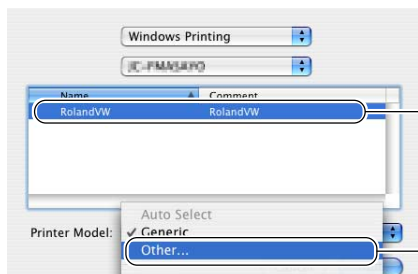 Windows Printing
Name Comment
RolandVW RolandVW
Auto Select
Printer Model: ✓ Generic
Other...